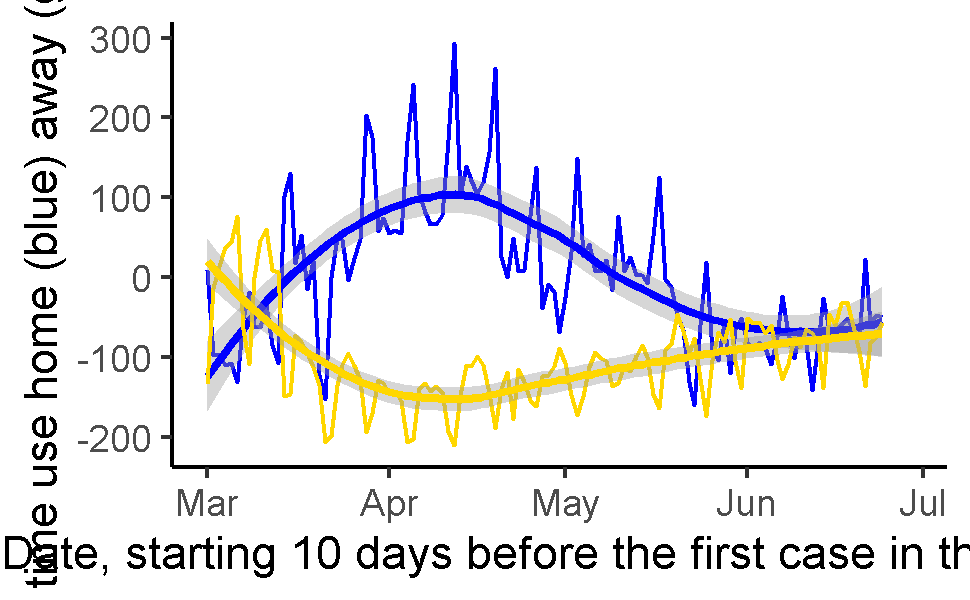 time use home (blue) away (
300
200
100
0
-100
-200
Mar Apr May Jun Jul
Date, starting 10 days before the first case in th